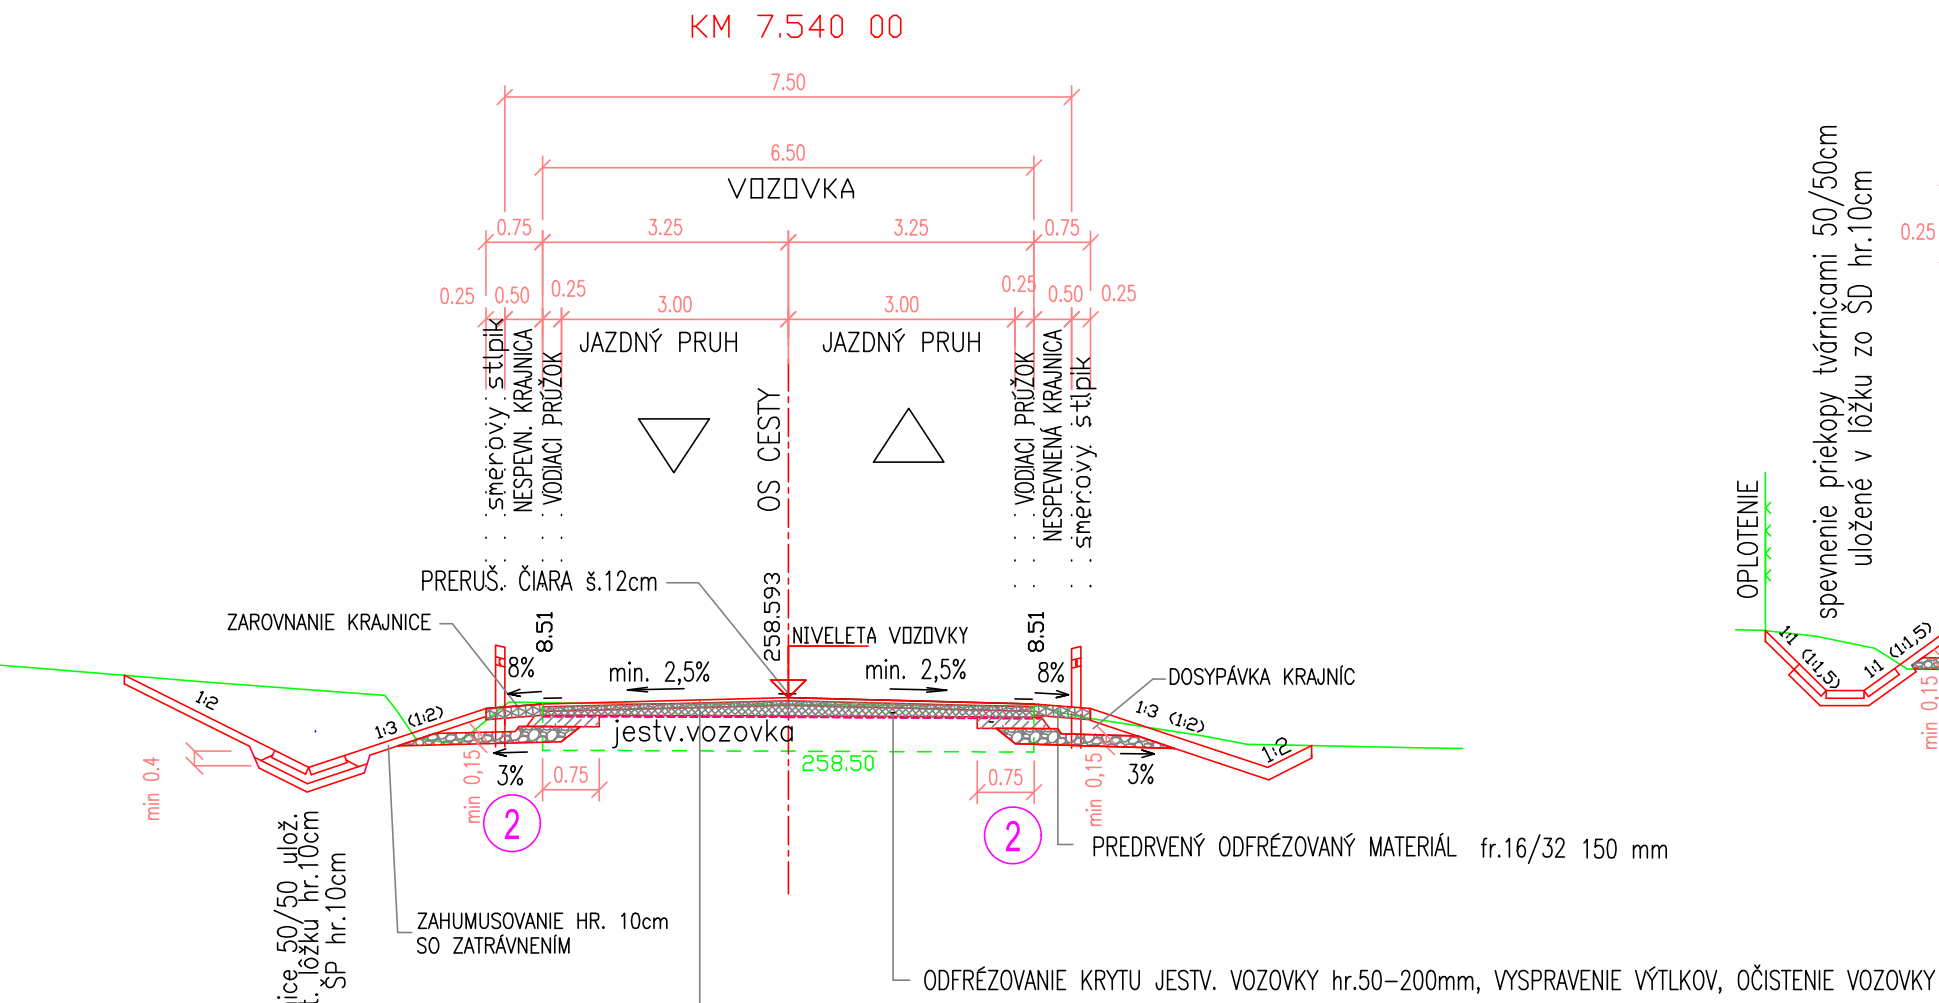 KM 7.540 00
7.50
6.50
VOZOVKA
0.75
3.25
3.25
0.75
0.25
0.50
0.25
3.00
3.00
0.25
0.50
0.25
JAZDNÝ PRUH
JAZDNÝ PRUH
smerovy stlpik
NESPEVN. KRAJNICA
VODIACI PRÚŽOK
OS CESTY
VODIACI PRÚŽOK
NESPEVNENÁ KRAJNICA
smerovy stlpik
PRERUŠ. ČIARA š.12cm
ZAROVNANIE KRAJNICE
8.51
258.593
NIVELETA VOZOVKY
8.51
8%
min. 2,5%
min. 2,5%
8%
DOSYPÁVKA KRAJNÍC
1:2
1:3 (1:2)
jestv.vozovka
1:3 (1:2)
1:2
258.50
min 0.4
min 0,15
3%
0.75
0.75
min 0,15
3%
2
2
PREDRVENÝ ODFRÉZOVANÝ MATERIÁL fr.16/32 150 mm
ZAHUMUSOVANIE HR. 10cm
SO ZATRÁVNENÍM
50/50 ulož.
lôžku hr.10cm
ŠP hr.10cm
ODFRÉZOVANIE KRYTU JESTV. VOZOVKY hr.50-200mm, VYSPRAVENIE VÝTLKOV, OČISTENIE VOZOVKY
OPLOTENIE
spevnenie priekopy tvárnicami 50/50cm
uložené v lôžku zo ŠD hr.10cm
0.25
1:1 (1:1,5)
1:1 (1:1,5)
min 0,15